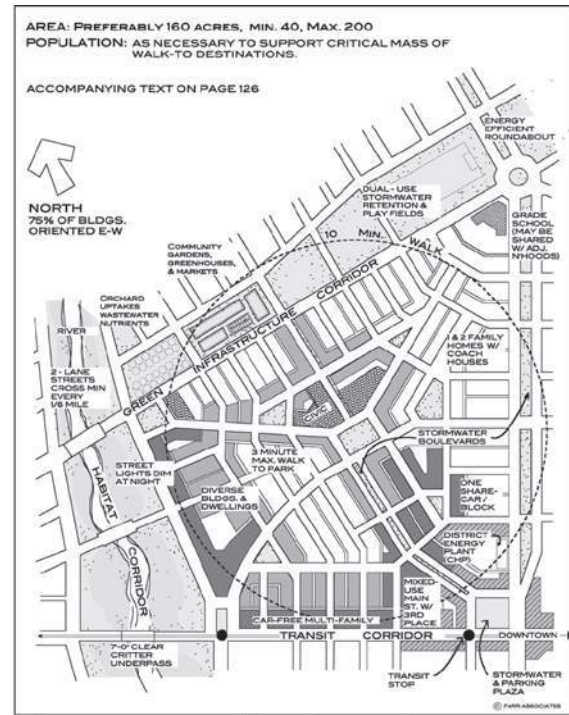 AREA: PREFERABLY 160 ACRES, MIN. 40, MAX. 200
POPULATION: AS NECESSARY TO SUPPORT CRITICAL MASS OF
WALK-TO DESTINATIONS.
ACCOMPANYING TEXT ON PAGE 126
NORTH
75% OF BLDGS.
ORIENTED E-W
ENERGY
EFFICIENT
ROUNDABOUT
DUAL-USE
STORMWATER
RETENTION &
PLAY FIELDS
GRADE
SCHOOL
(MAY BE
SHARED
W/ ADJ.
N'HOODS)
10 MIN. WALK
COMMUNITY
GARDENS,
GREENHOUSES,
& MARKETS
ORCHARD
UPTAKES
WASTEWATER
NUTRIENTS
GREEN INFRASTRUCTURE CORRIDOR
RIVER
2-LANE
STREETS
CROSS MIN
EVERY
1/8 MILE
1 & 2 FAMILY
HOMES W/
COACH
HOUSES
CIVIC
STORMWATER
BOULEVARDS
3 MINUTE
MAX. WALK
TO PARK
STREET
LIGHTS DIM
AT NIGHT
HABITAT
CORRIDOR
DIVERSE
BLDGS. &
DWELLINGS
ONE
SHARE-
CAR /
BLOCK
DISTRICT
ENERGY
PLANT
(CHP)
MIXED-
USE MAIN
ST. W/
3RD
PLACE
CAR-FREE MULTI-FAMILY
TRANSIT CORRIDOR
DOWNTOWN
7'-0" CLEAR
CRITTER
UNDERPASS
TRANSIT
STOP
STORMWATER
& PARKING
PLAZA
© FARR ASSOCIATES